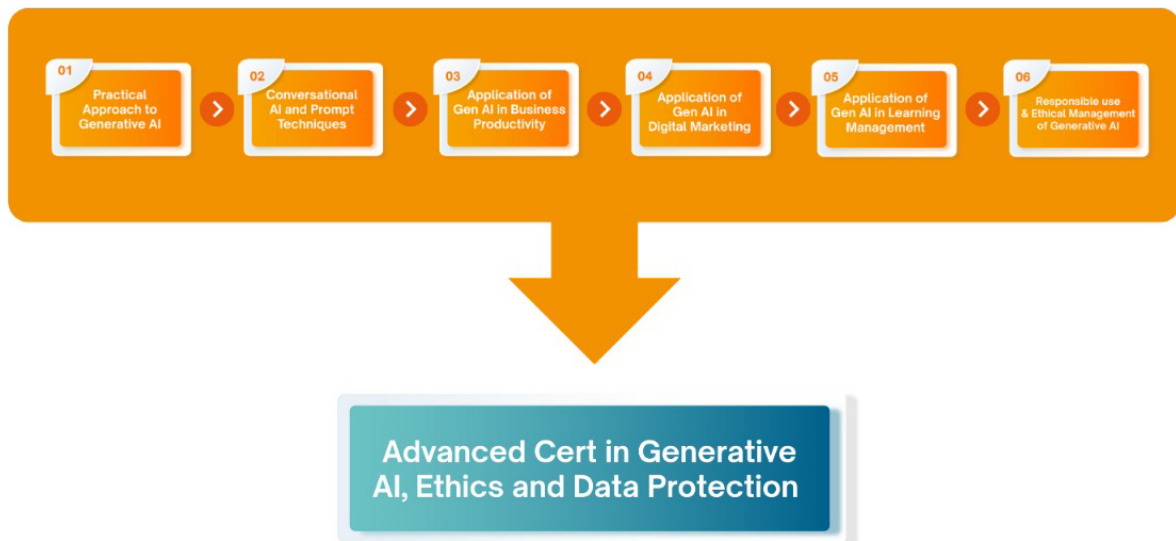 01
Practical
Approach to
Generative AI
02
Conversational
AI and Prompt
Techniques
03
Application of
Gen AI in Business
Productivity
04
Application of
Gen AI in
Digital Marketing
05
Application of
Gen AI in Learning
Management
06
Responsible use
& Ethical Management
of Generative AI
Advanced Cert in Generative
AI, Ethics and Data Protection